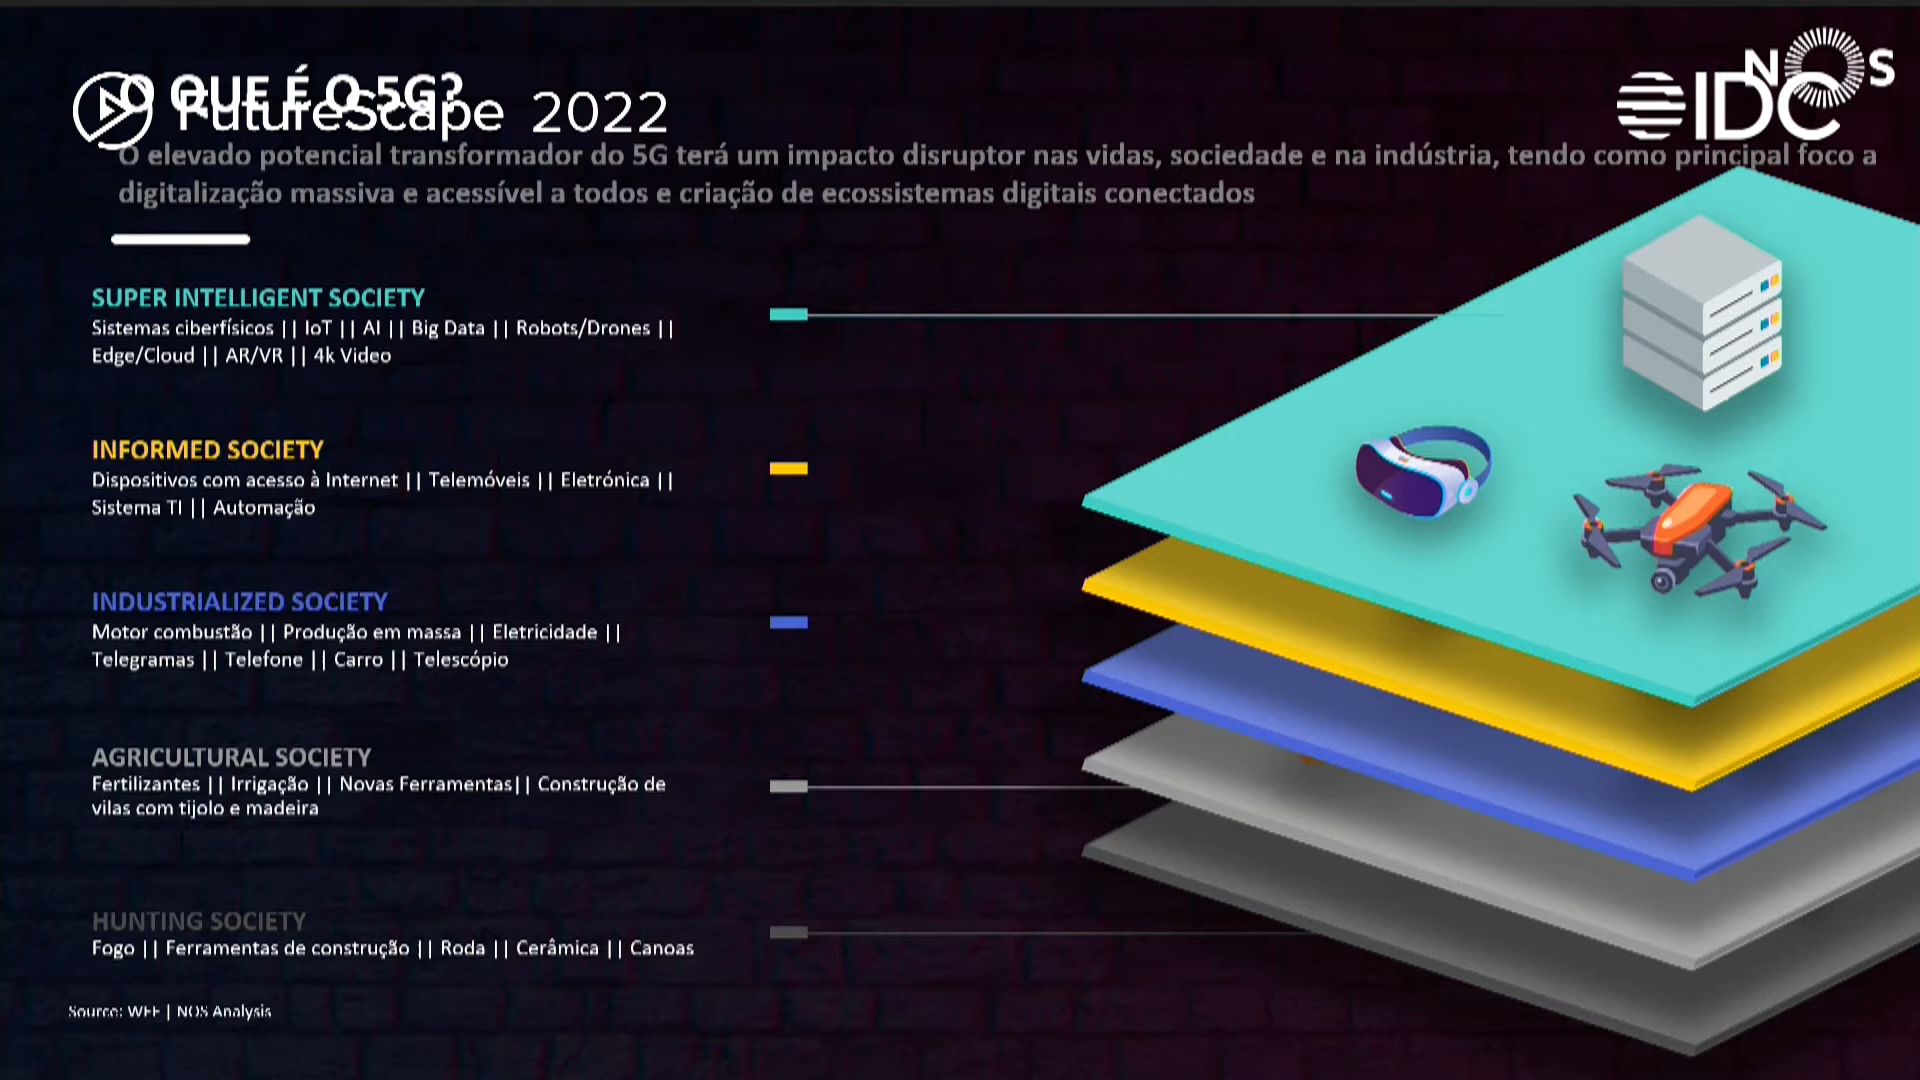 O QUE É O 5G?
FutureScape 2022
NOS
IDC
O elevado potencial transformador do 5G terá um impacto disruptor nas vidas, sociedade e na indústria, tendo como principal foco a
digitalização massiva e acessível a todos e criação de ecossistemas digitais conectados
SUPER INTELLIGENT SOCIETY
Sistemas ciberfísicos || IoT || AI || Big Data || Robots/Drones ||
Edge/Cloud || AR/VR || 4k Video
INFORMED SOCIETY
Dispositivos com acesso à Internet || Telemóveis || Eletrónica ||
Sistema TI || Automação
INDUSTRIALIZED SOCIETY
Motor combustão || Produção em massa || Eletricidade ||
Telegramas || Telefone || Carro || Telescópio
AGRICULTURAL SOCIETY
Fertilizantes || Irrigação || Novas Ferramentas|| Construção de
vilas com tijolo e madeira
HUNTING SOCIETY
Fogo || Ferramentas de construção || Roda || Cerâmica || Canoas
Source: WEF | NOS Analysis